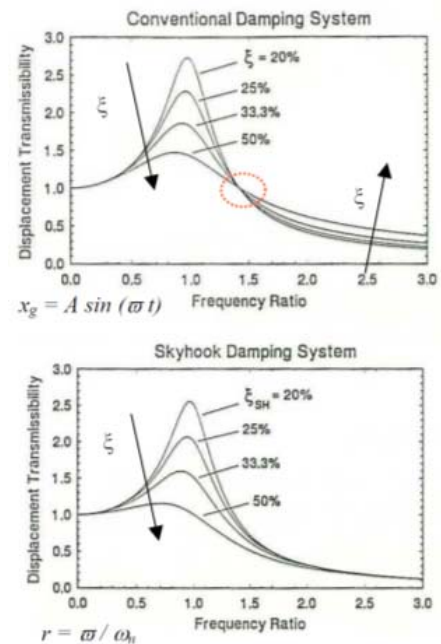 Conventional Damping System
3.0
2.5
2.0
1.5
1.0
0.5
0.0
Displacement Transmissibility
ξ = 20%
25%
33.3%
50%
ξ
ξ
0.0 0.5 1.0 1.5 2.0 2.5 3.0
Frequency Ratio
x_g = A sin (ϖ t)
Skyhook Damping System
3.0
2.5
2.0
1.5
1.0
0.5
0.0
Displacement Transmissibility
ξ_SH = 20%
25%
33.3%
50%
ξ
0.0 0.5 1.0 1.5 2.0 2.5 3.0
Frequency Ratio
r = ϖ / ω_n